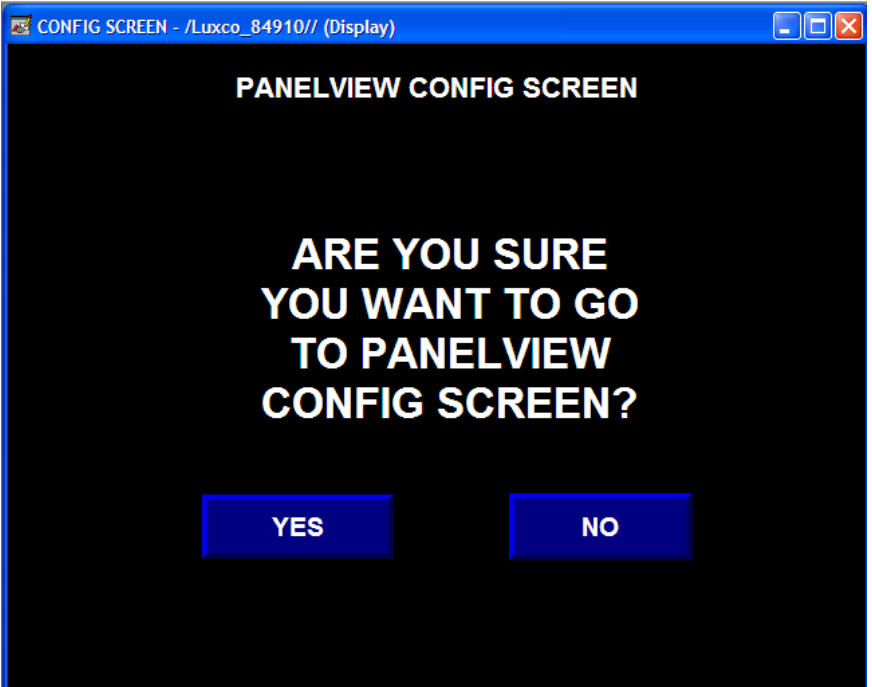 CONFIG SCREEN - /Luxco_84910// (Display)
PANELVIEW CONFIG SCREEN
ARE YOU SURE
YOU WANT TO GO
TO PANELVIEW
CONFIG SCREEN?
YES
NO